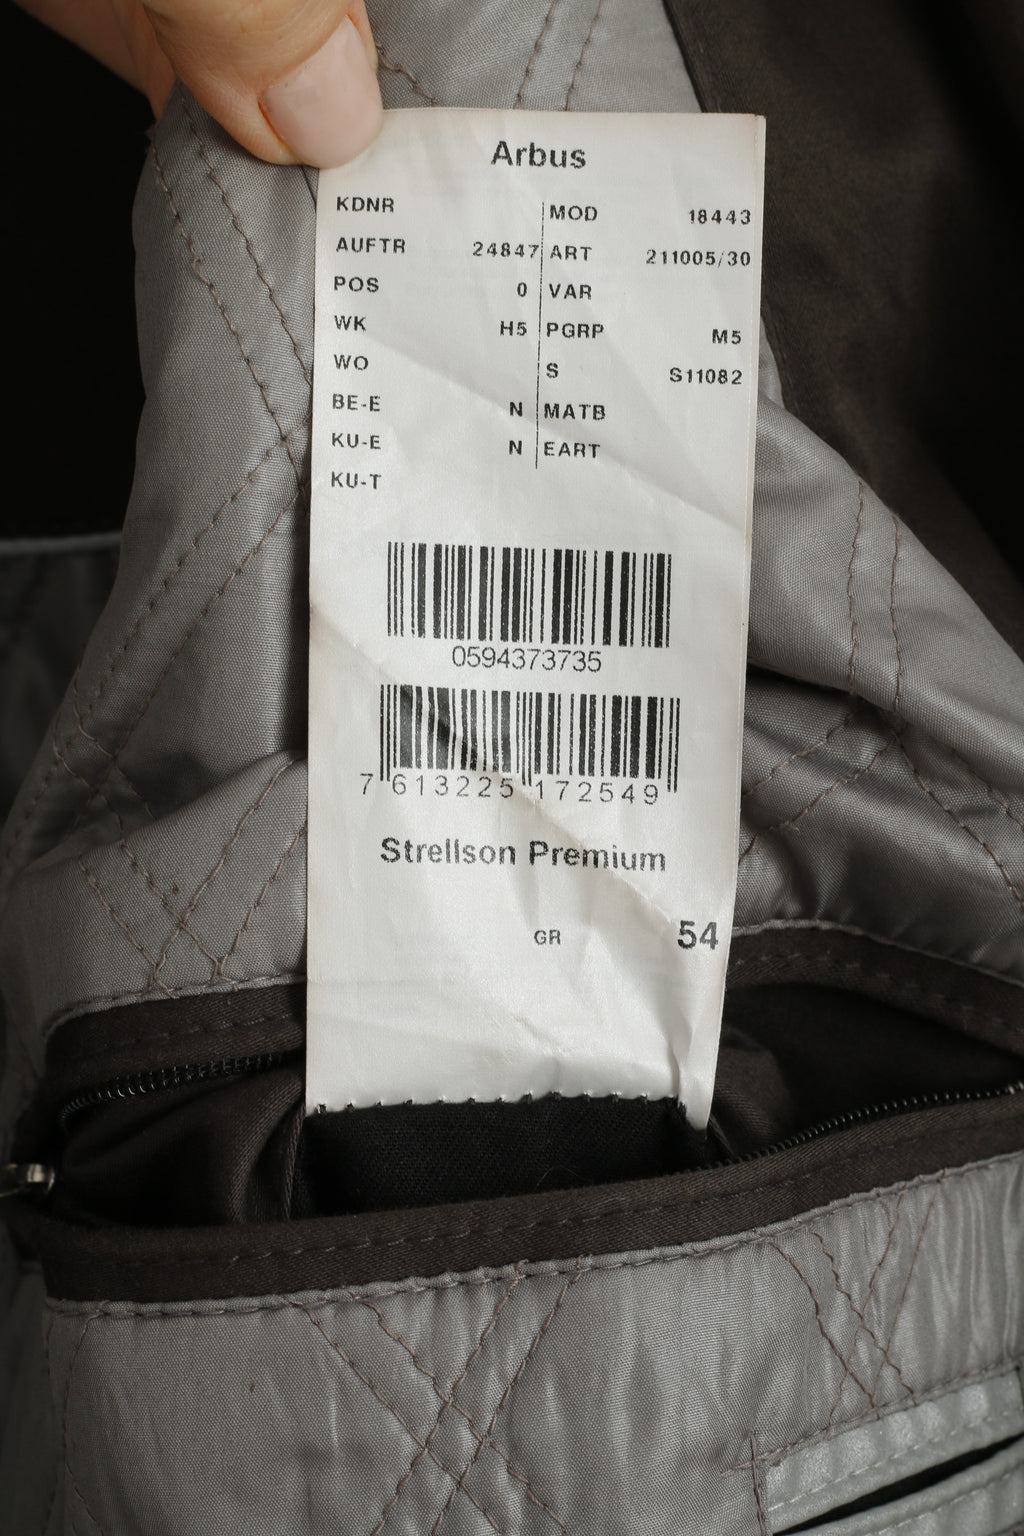 Arbus
KDNR
MOD 18443
AUFTR 24847
ART 211005/30
POS 0
VAR
WK H5
PGRP M5
WO
S S11082
BE-E N
MATB
KU-E N
EART
KU-T
0594373735
7 613225 172549
Strellson Premium
GR 54